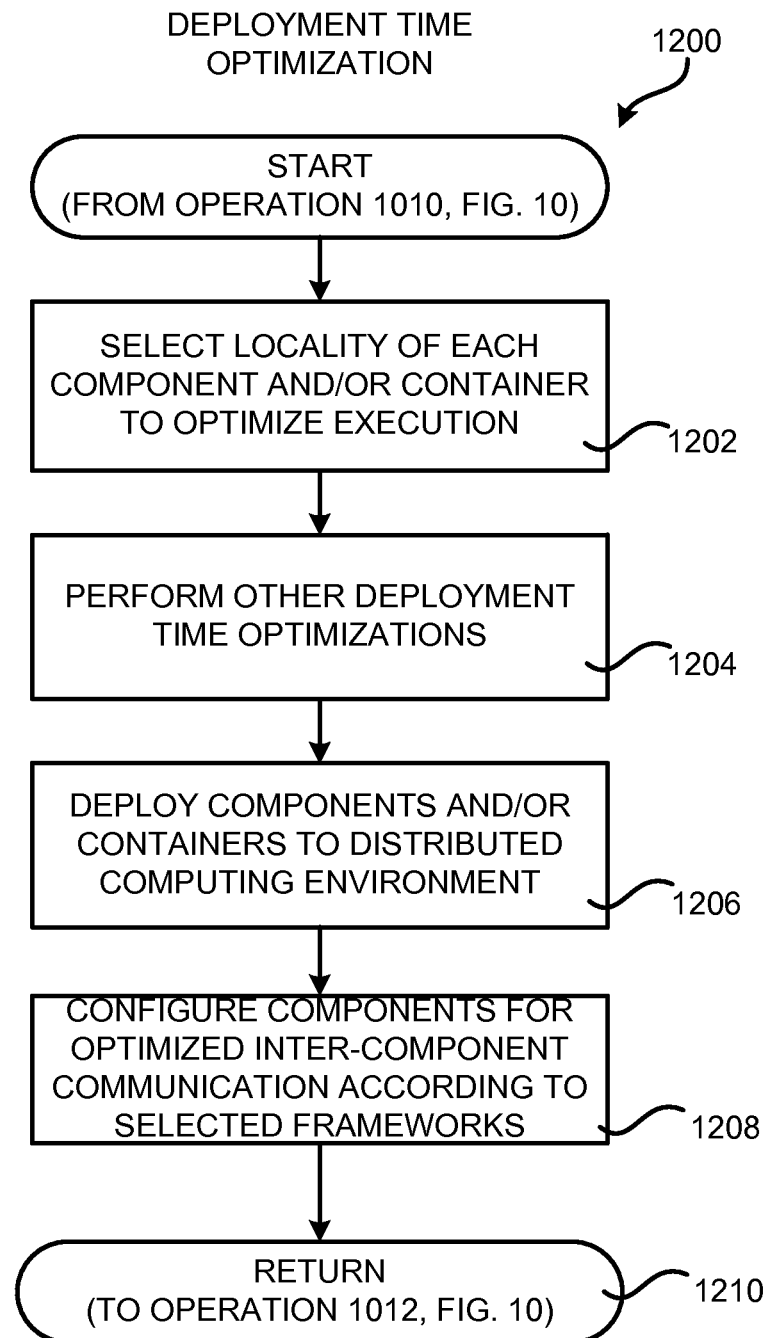 DEPLOYMENT TIME
OPTIMIZATION
1200
START
(FROM OPERATION 1010, FIG. 10)
SELECT LOCALITY OF EACH
COMPONENT AND/OR CONTAINER
TO OPTIMIZE EXECUTION
1202
PERFORM OTHER DEPLOYMENT
TIME OPTIMIZATIONS
1204
DEPLOY COMPONENTS AND/OR
CONTAINERS TO DISTRIBUTED
COMPUTING ENVIRONMENT
1206
CONFIGURE COMPONENTS FOR
OPTIMIZED INTER-COMPONENT
COMMUNICATION ACCORDING TO
SELECTED FRAMEWORKS
1208
RETURN
(TO OPERATION 1012, FIG. 10)
1210